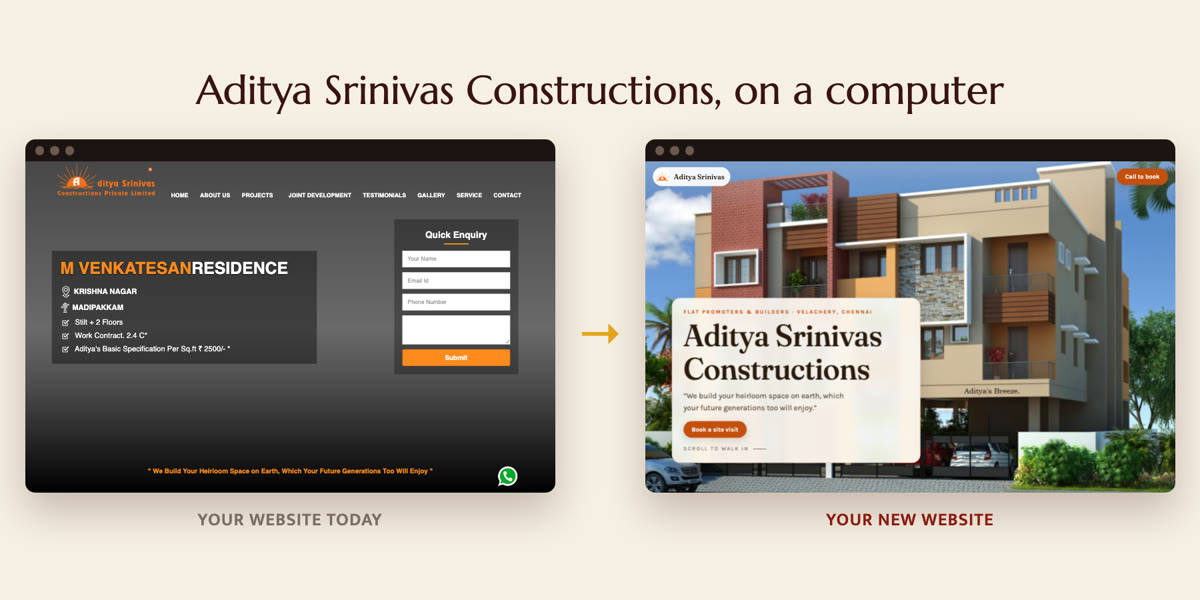 Aditya Srinivas Constructions, on a computer
ditya Srinivas
Constructions Private Limited
HOME ABOUT US PROJECTS JOINT DEVELOPMENT TESTIMONIALS GALLERY SERVICE CONTACT
M VENKATESANRESIDENCE
KRISHNA NAGAR
MADIPAKKAM
Stilt + 2 Floors
Work Contract. 2.4 C*
Aditya's Basic Specification Per Sq.ft ₹ 2500/- *
Quick Enquiry
Your Name
Email Id
Phone Number
Submit
" We Build Your Heirloom Space on Earth, Which Your Future Generations Too Will Enjoy "
YOUR WEBSITE TODAY
Aditya Srinivas
Call to book
FLAT PROMOTERS & BUILDERS · VELACHERY, CHENNAI
Aditya Srinivas
Constructions
"We build your heirloom space on earth, which
your future generations too will enjoy."
Book a site visit
SCROLL TO WALK IN
Aditya's Breeze.
YOUR NEW WEBSITE